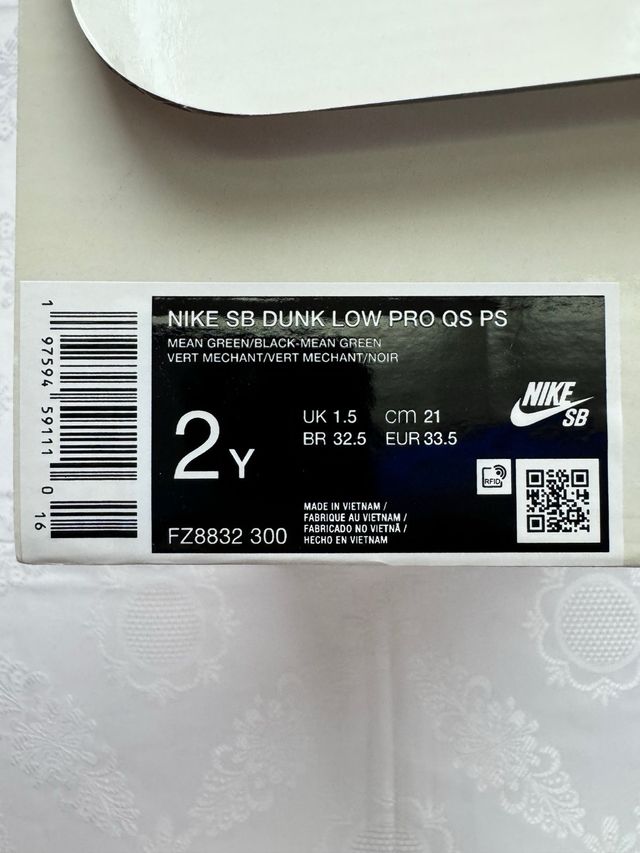 1 97594 59111 0 16
NIKE SB DUNK LOW PRO QS PS
MEAN GREEN/BLACK-MEAN GREEN
VERT MECHANT/VERT MECHANT/NOIR
2Y
UK 1.5 cm 21
BR 32.5 EUR 33.5
NIKE
SB
RFID
MADE IN VIETNAM /
FABRIQUE AU VIETNAM /
FABRICADO NO VIETNÃ /
HECHO EN VIETNAM
FZ8832 300